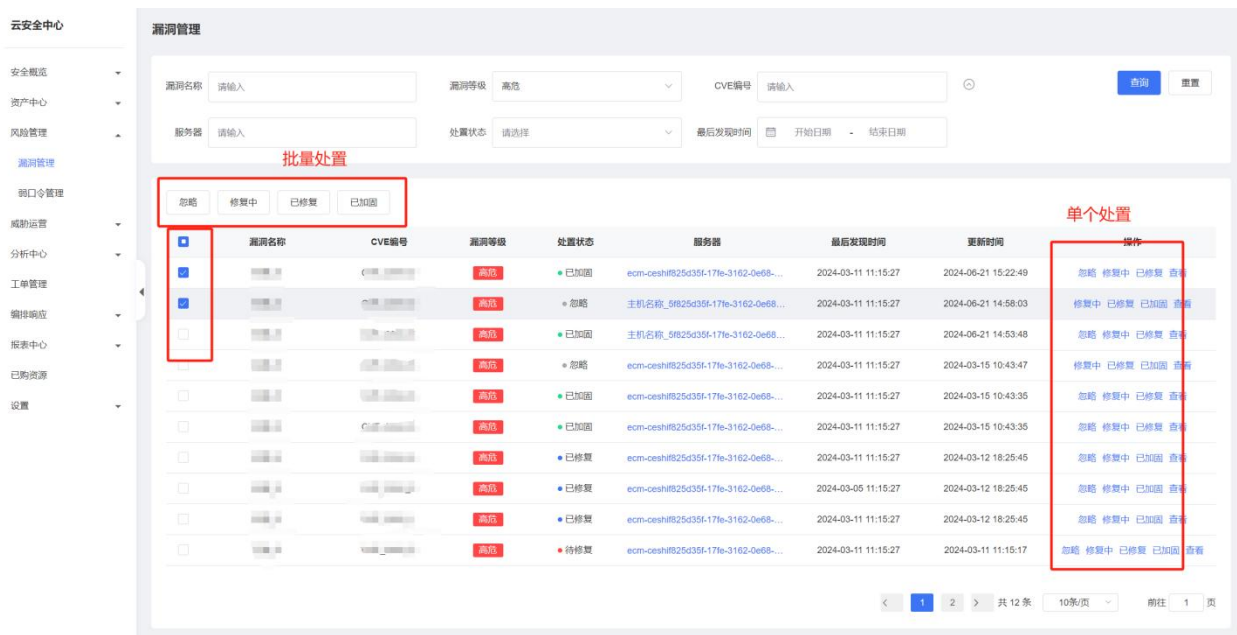 云安全中心
漏洞管理
安全概览
资产中心
风险管理
漏洞管理
弱口令管理
威胁运营
分析中心
工单管理
编排响应
报表中心
已购资源
设置
漏洞名称 请输入 漏洞等级 高危 CVE编号 请输入 查询 重置
服务器 请输入 处置状态 请选择 最后发现时间 开始日期 - 结束日期
批量处置
忽略 修复中 已修复 已加固
单个处置
漏洞名称 CVE编号 漏洞等级 处置状态 服务器 最后发现时间 更新时间 操作
高危 已加固 ecm-ceshif825d35f-17fe-3162-0e68-... 2024-03-11 11:15:27 2024-06-21 15:22:49 忽略 修复中 已修复 查看
高危 忽略 主机名称_5f825d35f-17fe-3162-0e68... 2024-03-11 11:15:27 2024-06-21 14:58:03 修复中 已修复 已加固 查看
高危 已加固 主机名称_5f825d35f-17fe-3162-0e68... 2024-03-11 11:15:27 2024-06-21 14:53:48 忽略 修复中 已修复 查看
高危 忽略 ecm-ceshif825d35f-17fe-3162-0e68-... 2024-03-11 11:15:27 2024-03-15 10:43:47 修复中 已修复 已加固 查看
高危 已加固 ecm-ceshif825d35f-17fe-3162-0e68-... 2024-03-11 11:15:27 2024-03-15 10:43:35 忽略 修复中 已修复 查看
高危 已加固 ecm-ceshif825d35f-17fe-3162-0e68-... 2024-03-11 11:15:27 2024-03-15 10:43:35 忽略 修复中 已修复 查看
高危 已修复 ecm-ceshif825d35f-17fe-3162-0e68-... 2024-03-11 11:15:27 2024-03-12 18:25:45 忽略 修复中 已加固 查看
高危 已修复 ecm-ceshif825d35f-17fe-3162-0e68-... 2024-03-05 11:15:27 2024-03-12 18:25:45 忽略 修复中 已加固 查看
高危 已修复 ecm-ceshif825d35f-17fe-3162-0e68-... 2024-03-11 11:15:27 2024-03-12 18:25:45 忽略 修复中 已加固 查看
高危 待修复 ecm-ceshif825d35f-17fe-3162-0e68-... 2024-03-11 11:15:27 2024-03-11 11:15:17 忽略 修复中 已修复 已加固 查看
1 2 共 12 条 10条/页 前往 1 页